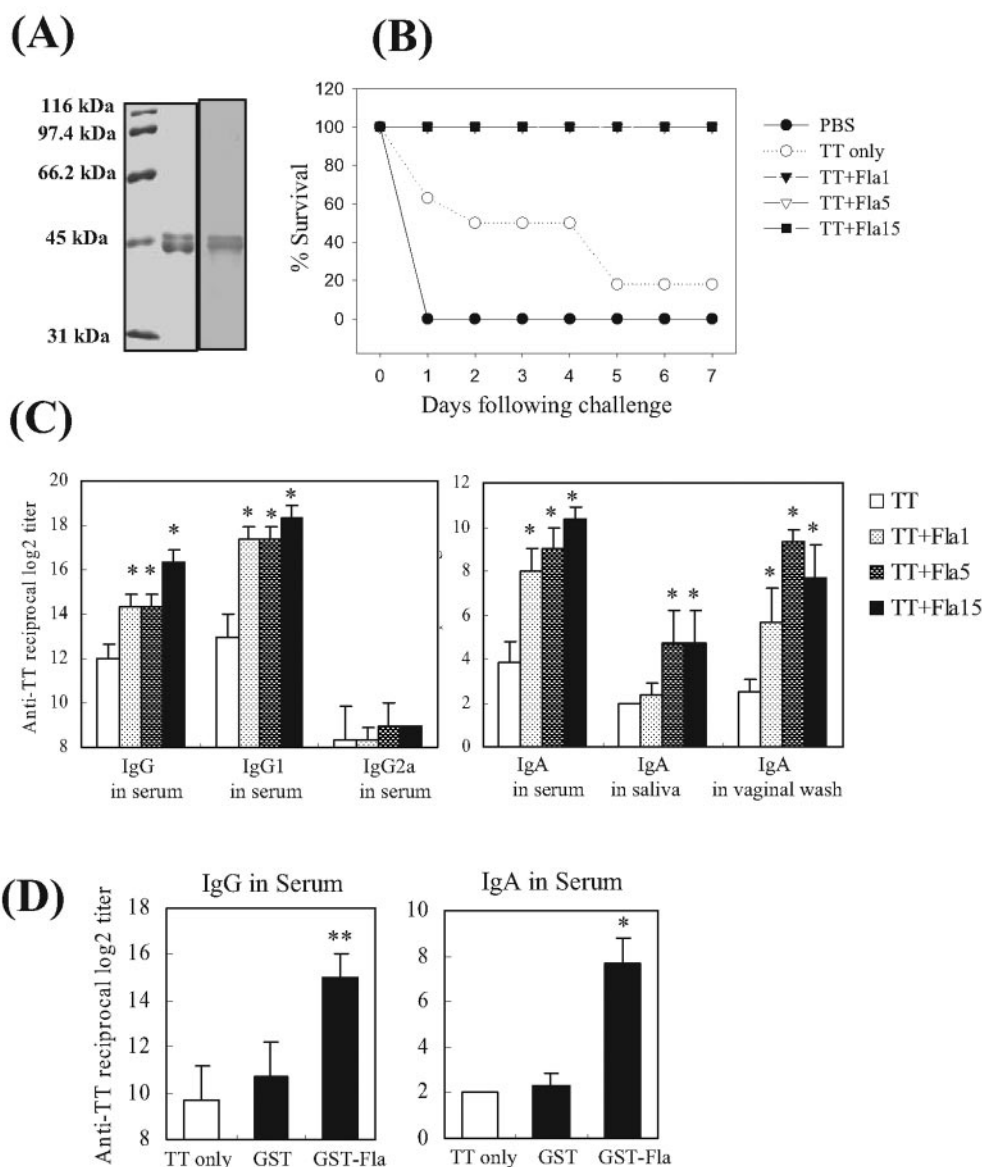 (A)
116 kDa
97.4 kDa
66.2 kDa
45 kDa
31 kDa
(B)
120
100
80
60
40
20
0
% Survival
0 1 2 3 4 5 6 7
Days following challenge
PBS
TT only
TT+Fla1
TT+Fla5
TT+Fla15
(C)
Anti-TT reciprocal log2 titer
20
18
16
14
12
10
8
* * *
* * *
IgG
in serum
IgG1
in serum
IgG2a
in serum
12
10
8
6
4
2
0
* * *
* *
* * *
IgA
in serum
IgA
in saliva
IgA
in vaginal wash
TT
TT+Fla1
TT+Fla5
TT+Fla15
(D)
Anti-TT reciprocal log2 titer
IgG in Serum
18
16
14
12
10
8
**
TT only GST GST-Fla
IgA in Serum
10
8
6
4
2
0
*
TT only GST GST-Fla